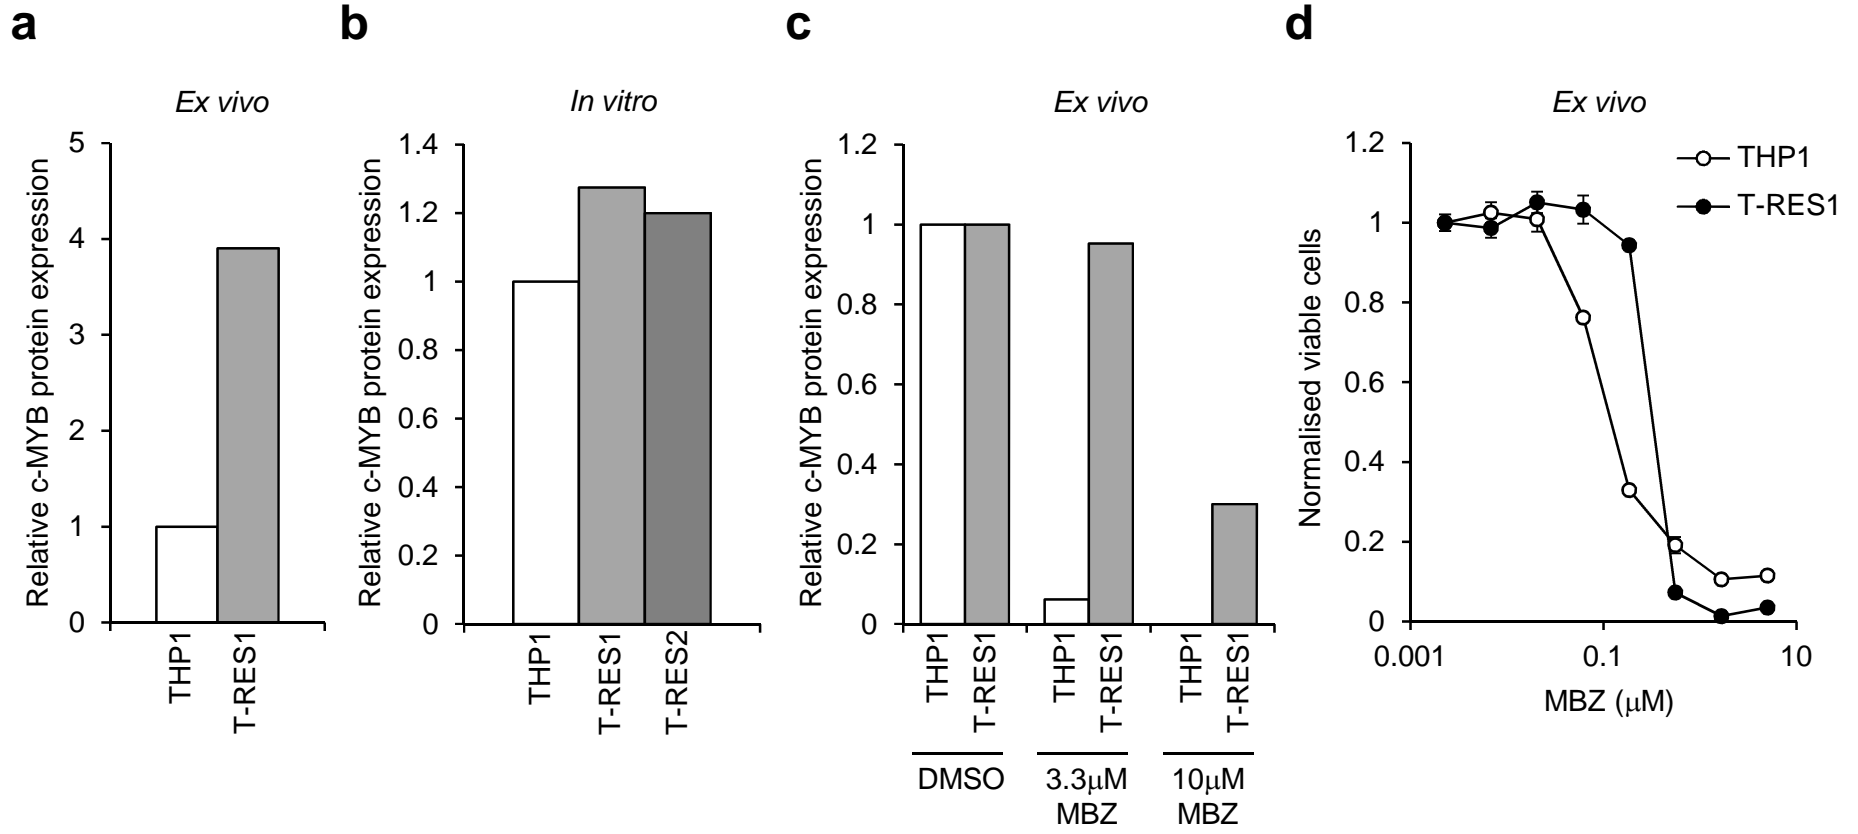 a
Ex vivo
Relative c-MYB protein expression
5
4
3
2
1
0
THP1
T-RES1
b
In vitro
Relative c-MYB protein expression
1.4
1.2
1
0.8
0.6
0.4
0.2
0
THP1
T-RES1
T-RES2
c
Ex vivo
Relative c-MYB protein expression
1.2
1
0.8
0.6
0.4
0.2
0
THP1
T-RES1
THP1
T-RES1
THP1
T-RES1
DMSO
3.3μM
MBZ
10μM
MBZ
d
Ex vivo
Normalised viable cells
1.2
1
0.8
0.6
0.4
0.2
0
0.001
0.1
10
MBZ (μM)
THP1
T-RES1